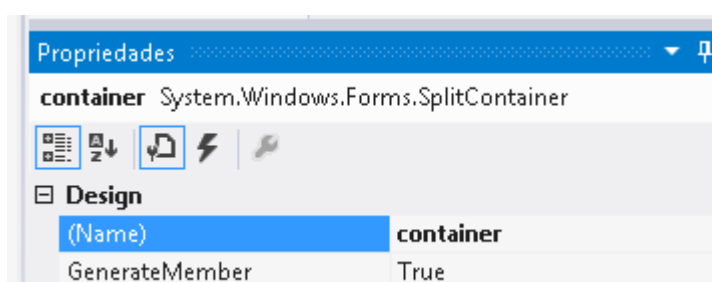 Propriedades
container System.Windows.Forms.SplitContainer
Design
(Name) container
GenerateMember True